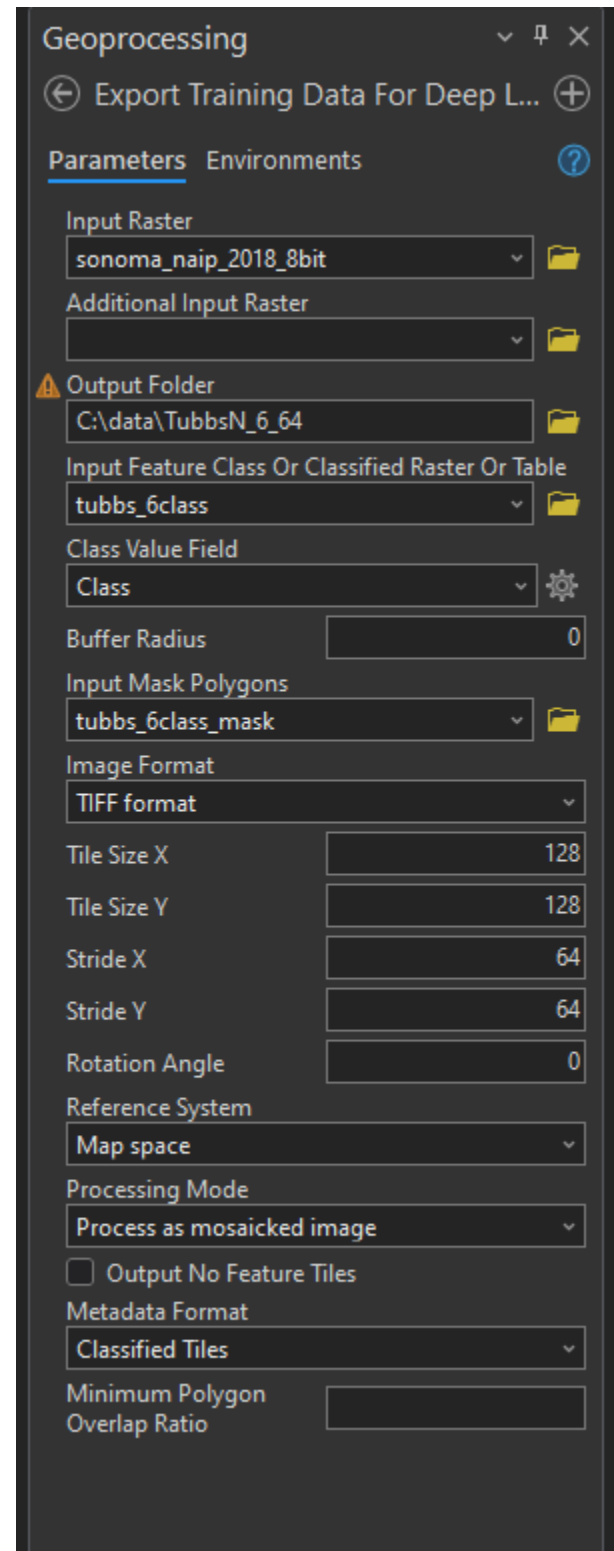 Geoprocessing
Export Training Data For Deep L...
Parameters Environments
Input Raster
sonoma_naip_2018_8bit
Additional Input Raster
Output Folder
C:\data\TubbsN_6_64
Input Feature Class Or Classified Raster Or Table
tubbs_6class
Class Value Field
Class
Buffer Radius 0
Input Mask Polygons
tubbs_6class_mask
Image Format
TIFF format
Tile Size X 128
Tile Size Y 128
Stride X 64
Stride Y 64
Rotation Angle 0
Reference System
Map space
Processing Mode
Process as mosaicked image
Output No Feature Tiles
Metadata Format
Classified Tiles
Minimum Polygon
Overlap Ratio